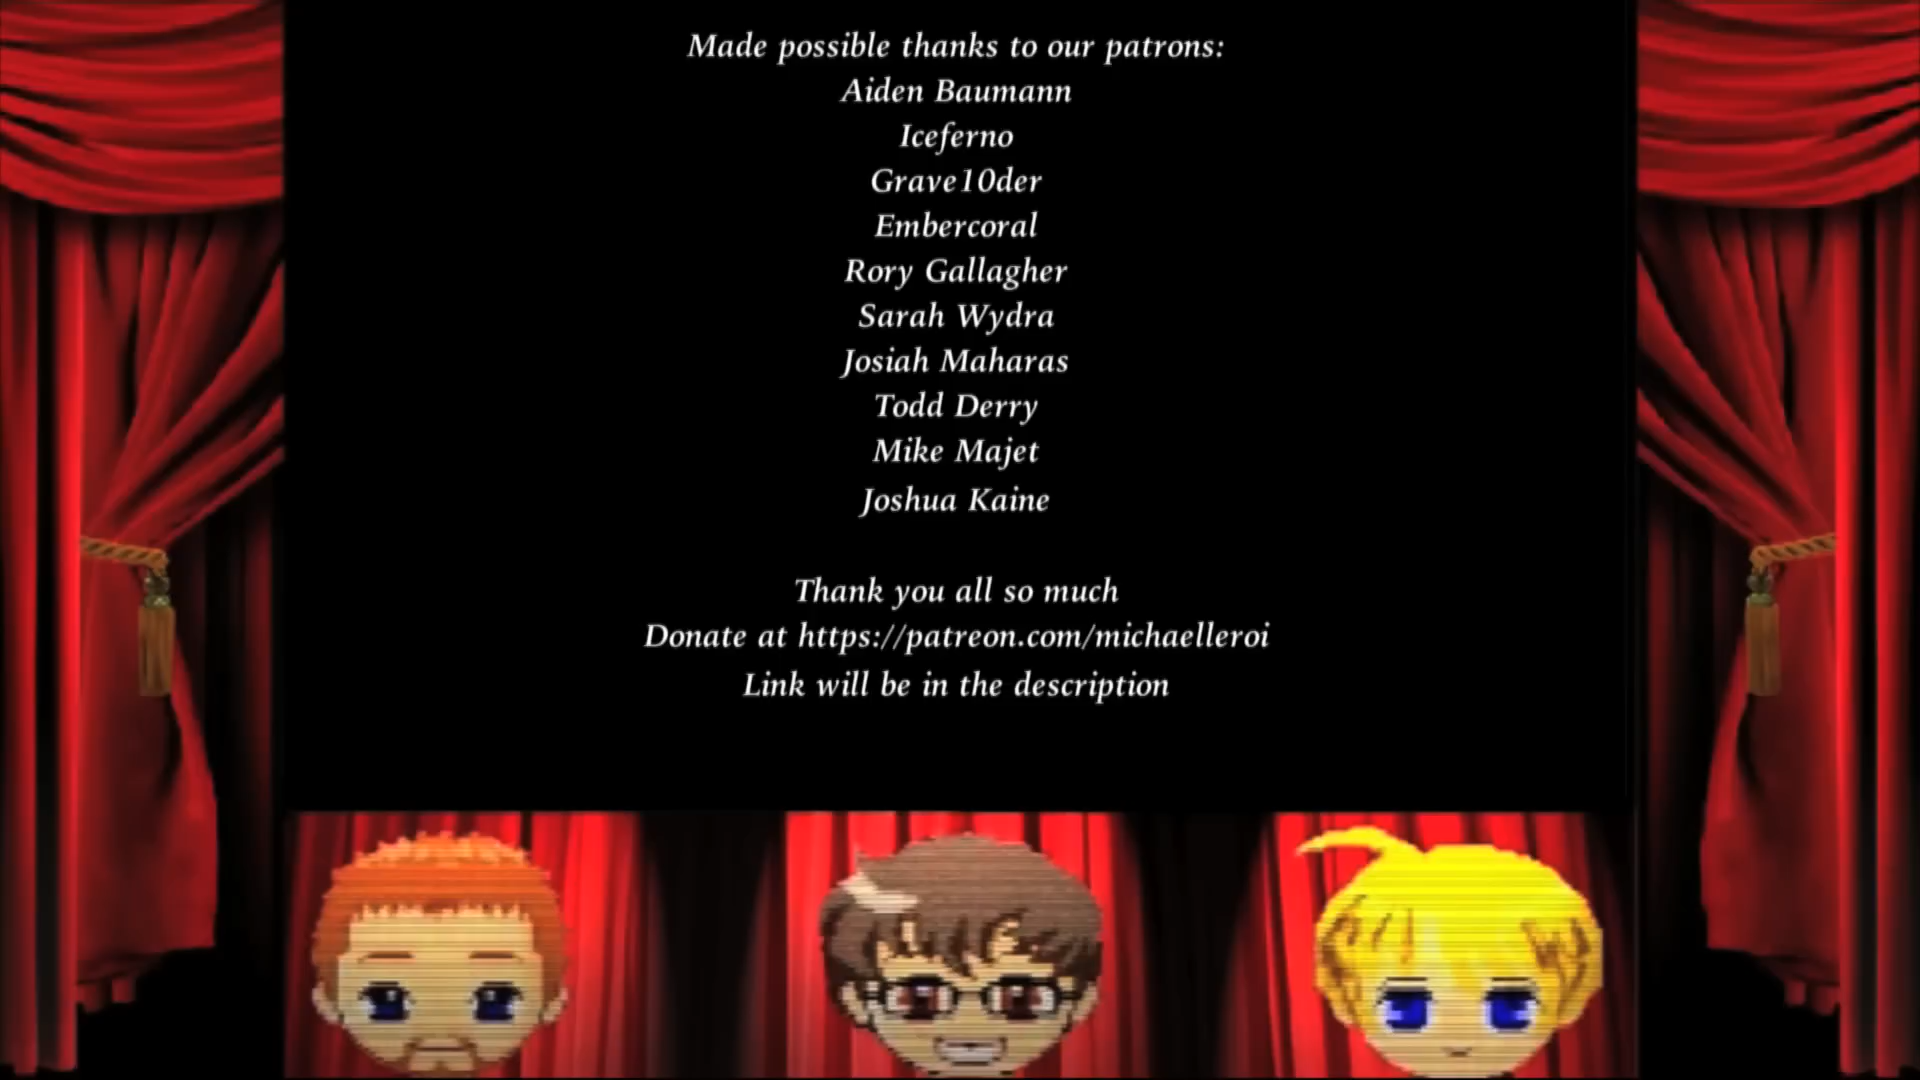 Made possible thanks to our patrons:
Aiden Baumann
Iceferno
Grave10der
Embercoral
Rory Gallagher
Sarah Wydra
Josiah Maharas
Todd Derry
Mike Majet
Joshua Kaine
Thank you all so much
Donate at https://patreon.com/michaelleroi
Link will be in the description